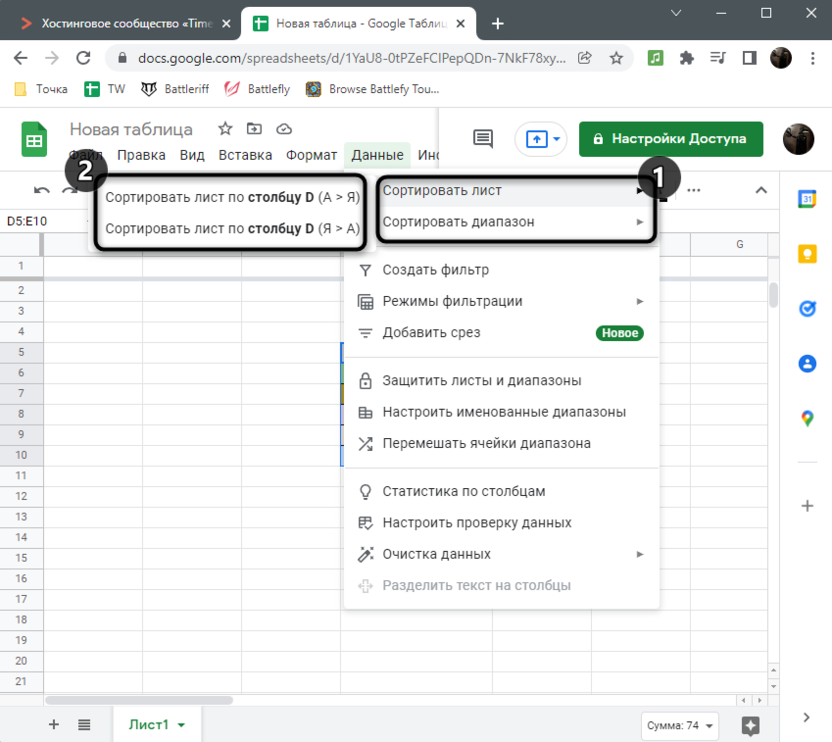 Хостинговое сообщество «Time
Новая таблица - Google Таблиц
docs.google.com/spreadsheets/d/1YaU8-0tPZeFCIPepQDn-7NkF78xy...
Точка
TW
Battleriff
Battlefly
Browse Battlefy Tou...
Новая таблица
Настройки Доступа
Файл Правка Вид Вставка Формат Данные Инс
2
1
Сортировать лист по столбцу D (А > Я)
Сортировать лист
Сортировать лист по столбцу D (Я > А)
Сортировать диапазон
D5:E10
31
G
Создать фильтр
Режимы фильтрации
Добавить срез Новое
Защитить листы и диапазоны
Настроить именованные диапазоны
Перемешать ячейки диапазона
Статистика по столбцам
Настроить проверку данных
Очистка данных
Разделить текст на столбцы
1
2
3
4
5
6
7
8
9
10
11
12
13
14
15
16
17
18
19
20
21
Лист1
Сумма: 74